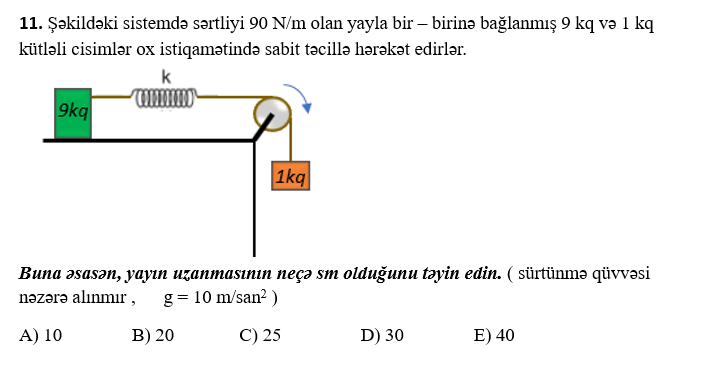 11. Şəkildəki sistemdə sərtliyi 90 N/m olan yayla bir – birinə bağlanmış 9 kq və 1 kq
kütləli cisimlər ox istiqamətində sabit təcillə hərəkət edirlər.
k
9kq
1kq
Buna əsasən, yayın uzanmasının neçə sm olduğunu təyin edin. ( sürtünmə qüvvəsi
nəzərə alınmır , g = 10 m/san² )
A) 10 B) 20 C) 25 D) 30 E) 40